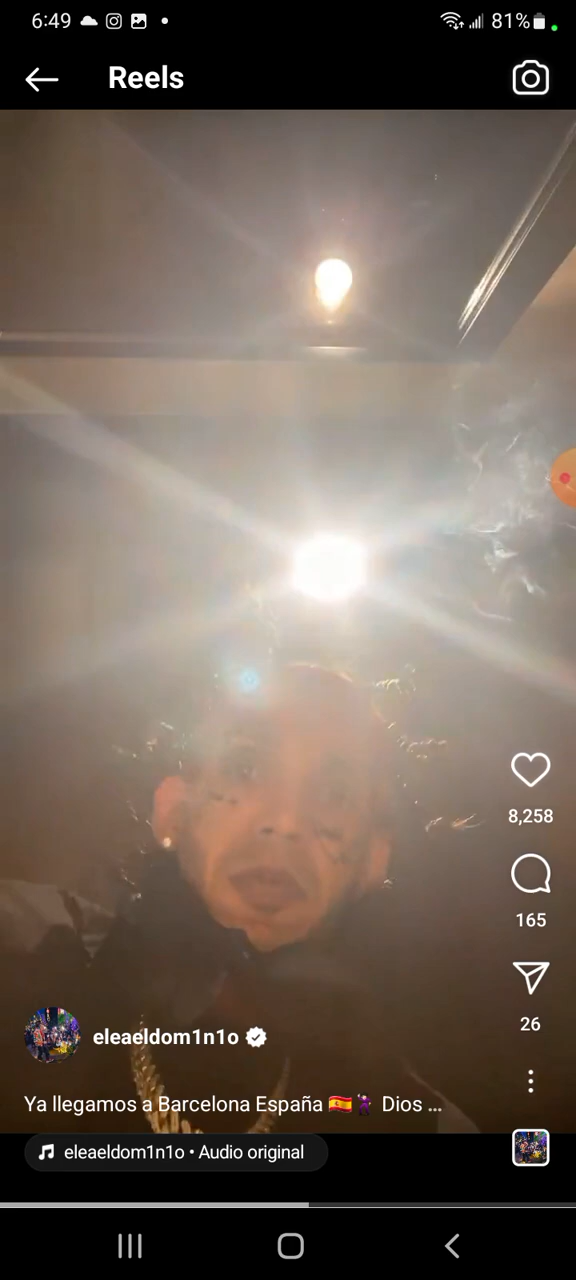 6:49
81%
Reels
8,258
165
26
eleaeldom1n1o
Ya llegamos a Barcelona España 🇪🇸 Dios ...
eleaeldom1n1o • Audio original